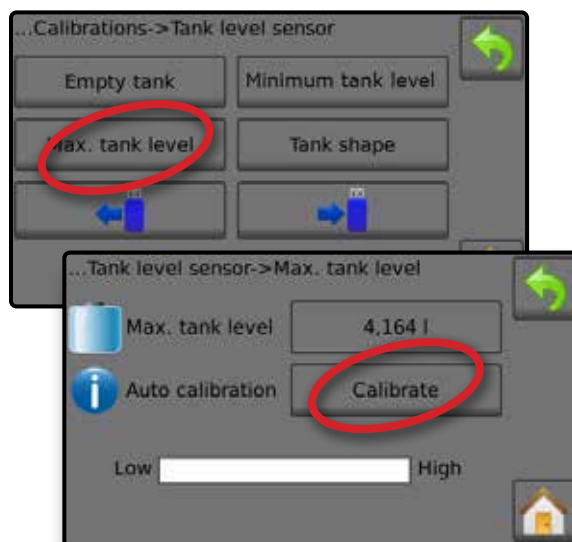 ...Calibrations->Tank level sensor
Empty tank
Minimum tank level
Max. tank level
Tank shape
...Tank level sensor->Max. tank level
Max. tank level
4,164 l
Auto calibration
Calibrate
Low
High